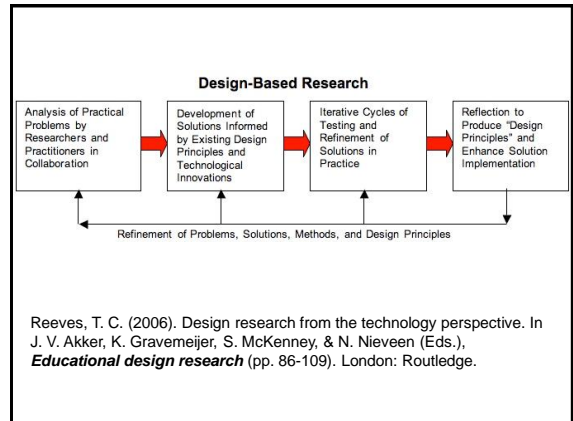 Design-Based Research
Analysis of Practical
Problems by
Researchers and
Practitioners in
Collaboration
Development of
Solutions Informed
by Existing Design
Principles and
Technological
Innovations
Iterative Cycles of
Testing and
Refinement of
Solutions in
Practice
Reflection to
Produce "Design
Principles" and
Enhance Solution
Implementation
Refinement of Problems, Solutions, Methods, and Design Principles
Reeves, T. C. (2006). Design research from the technology perspective. In
J. V. Akker, K. Gravemeijer, S. McKenney, & N. Nieveen (Eds.),
Educational design research (pp. 86-109). London: Routledge.